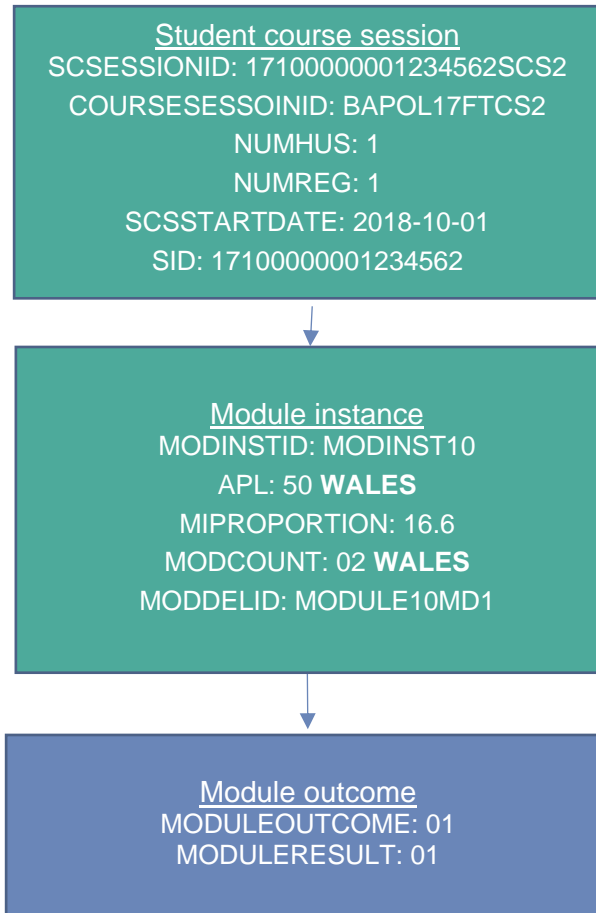 Student course session
SCSESSIONID: 17100000001234562SCS2
COURSESESSOINID: BAPOL17FTCS2
NUMHUS: 1
NUMREG: 1
SCSSTARTDATE: 2018-10-01
SID: 17100000001234562
Module instance
MODINSTID: MODINST10
APL: 50 WALES
MIPROPORTION: 16.6
MODCOUNT: 02 WALES
MODDELID: MODULE10MD1
Module outcome
MODULEOUTCOME: 01
MODULERESULT: 01